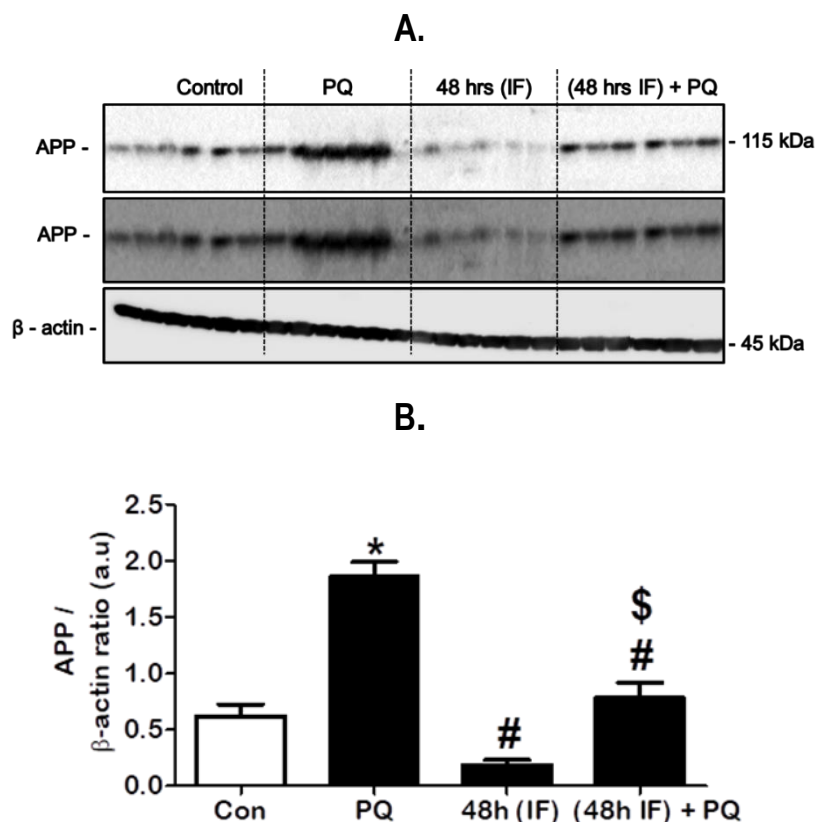 A.
Control PQ 48 hrs (IF) (48 hrs IF) + PQ
APP - - 115 kDa
APP -
β - actin - - 45 kDa
B.
APP /
β-actin ratio (a.u)
2.5
2.0
1.5
1.0
0.5
0.0
*
#
$
#
Con PQ 48h (IF) (48h IF) + PQ